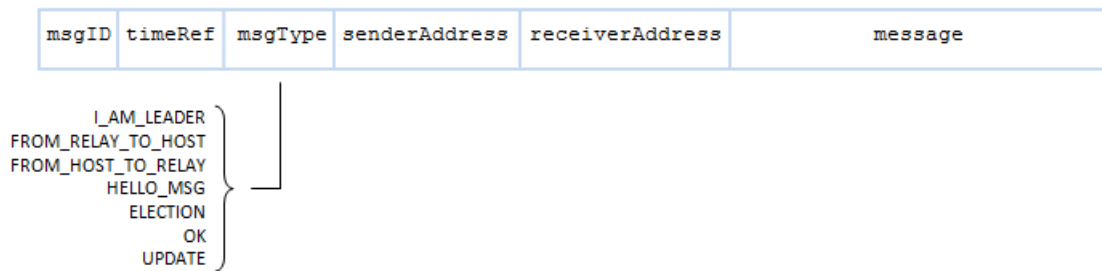 msgID timeRef msgType senderAddress receiverAddress message
I_AM_LEADER
FROM_RELAY_TO_HOST
FROM_HOST_TO_RELAY
HELLO_MSG
ELECTION
OK
UPDATE